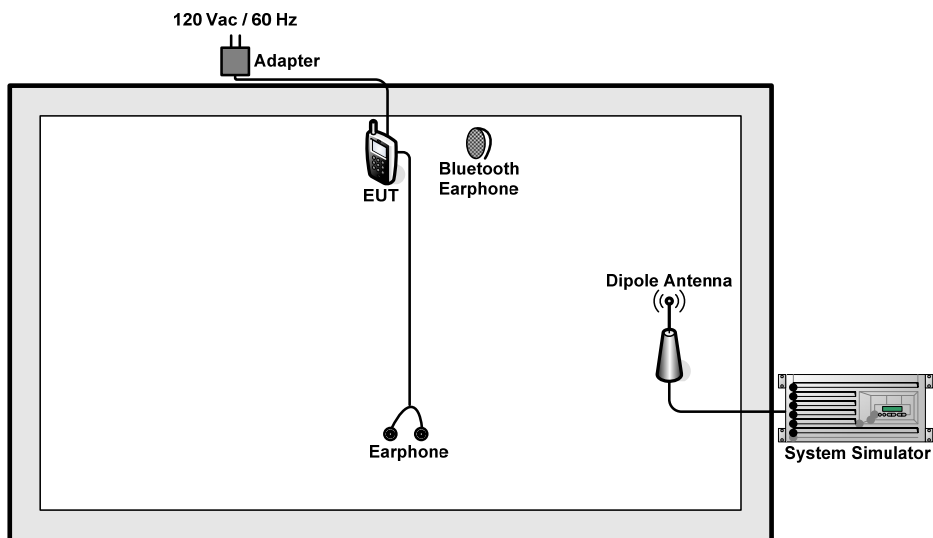 120 Vac / 60 Hz
Adapter
EUT
Bluetooth
Earphone
Dipole Antenna
Earphone
System Simulator